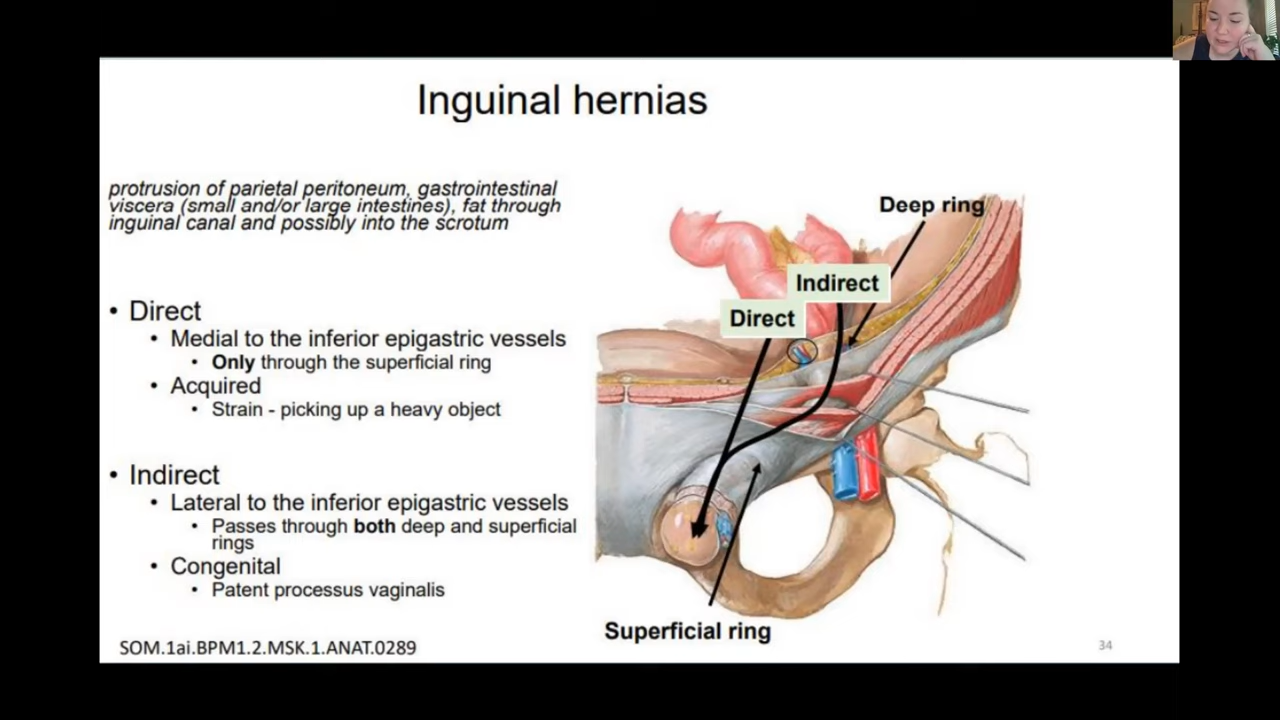 Inguinal hernias
protrusion of parietal peritoneum, gastrointestinal
viscera (small and/or large intestines), fat through
inguinal canal and possibly into the scrotum
• Direct
• Medial to the inferior epigastric vessels
• Only through the superficial ring
• Acquired
• Strain - picking up a heavy object
• Indirect
• Lateral to the inferior epigastric vessels
• Passes through both deep and superficial
rings
• Congenital
• Patent processus vaginalis
SOM.1ai.BPM1.2.MSK.1.ANAT.0289
Deep ring
Indirect
Direct
Superficial ring
34